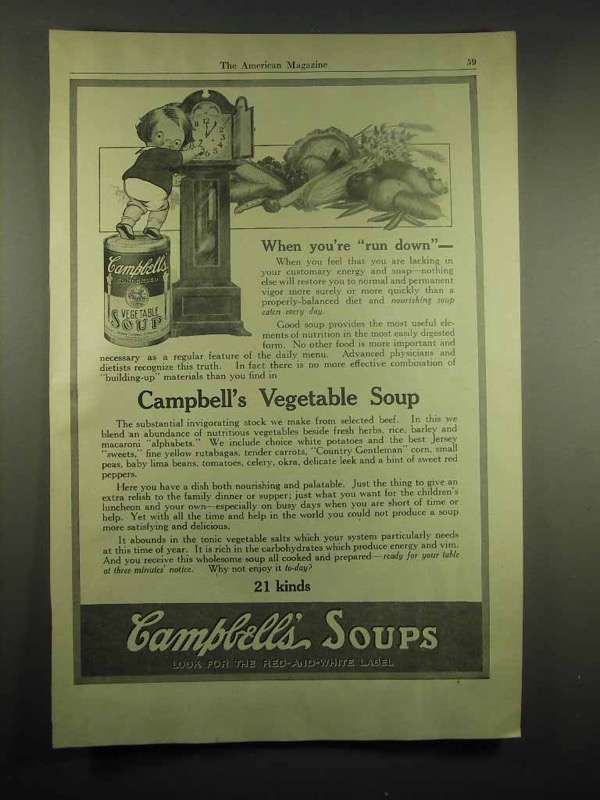 The American Magazine 59
Campbell's
CONDENSED
VEGETABLE
SOUP
When you're "run down"—
When you feel that you are lacking in
your customary energy and snap—nothing
else will restore you to normal and permanent
vigor more surely or more quickly than a
properly-balanced diet and nourishing soup
eaten every day.
Good soup provides the most useful ele-
ments of nutrition in the most easily digested
form. No other food is more important and
necessary as a regular feature of the daily menu. Advanced physicians and
dietists recognize this truth. In fact there is no more effective combination of
"building-up" materials than you find in
Campbell's Vegetable Soup
The substantial invigorating stock we make from selected beef. In this we
blend an abundance of nutritious vegetables beside fresh herbs, rice, barley and
macaroni "alphabets." We include choice white potatoes and the best Jersey
"sweets," fine yellow rutabagas, tender carrots, "Country Gentleman" corn, small
peas, baby lima beans, tomatoes, celery, okra, delicate leek and a hint of sweet red
peppers.
Here you have a dish both nourishing and palatable. Just the thing to give an
extra relish to the family dinner or supper; just what you want for the children's
luncheon and your own—especially on busy days when you are short of time or
help. Yet with all the time and help in the world you could not produce a soup
more satisfying and delicious.
It abounds in the tonic vegetable salts which your system particularly needs
at this time of year. It is rich in the carbohydrates which produce energy and vim.
And you receive this wholesome soup all cooked and prepared—ready for your table
at three minutes' notice. Why not enjoy it to-day?
21 kinds
Campbell's SOUPS
LOOK FOR THE RED-AND-WHITE LABEL